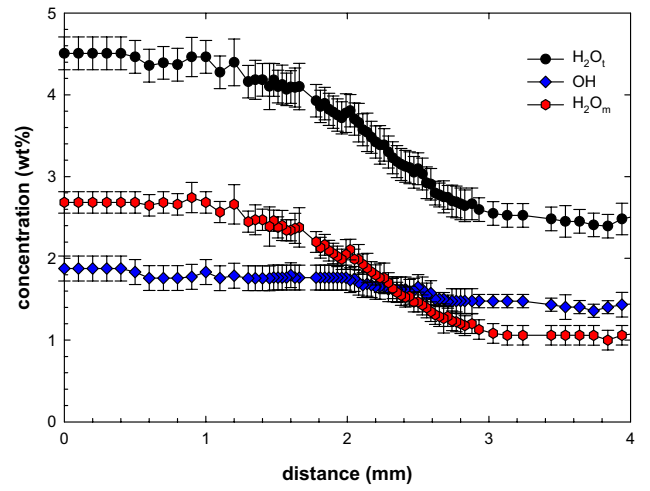 5
4
3
2
1
0
concentration (wt%)
H₂Oₜ
OH
H₂Oₘ
0 1 2 3 4
distance (mm)